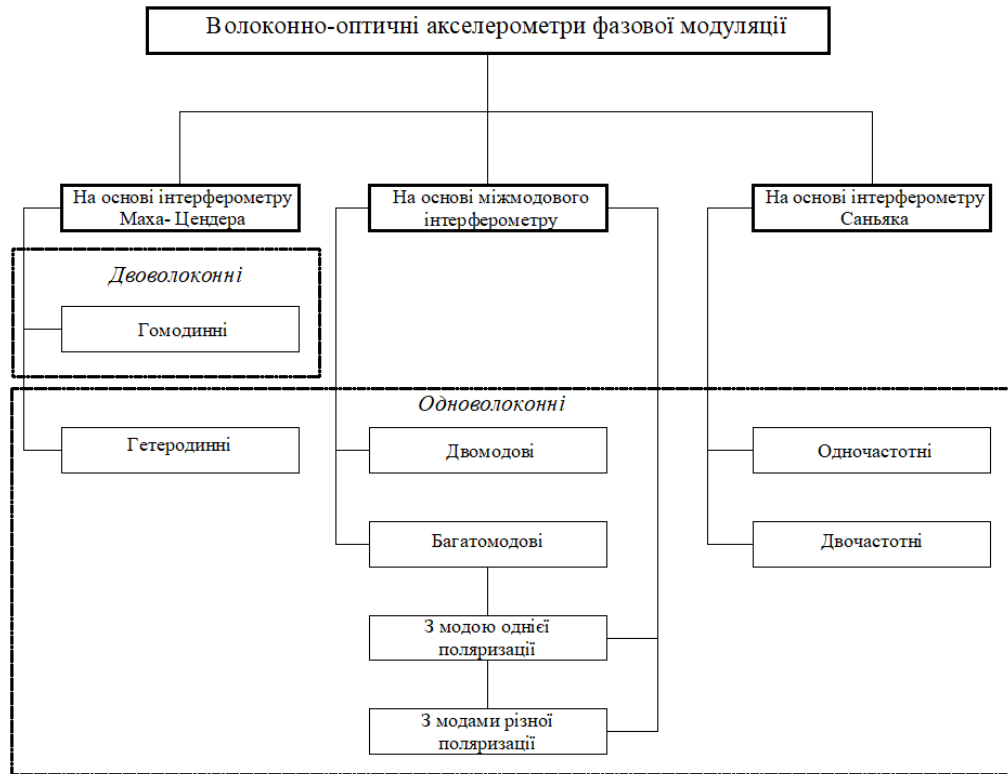 Волоконно-оптичні акселерометри фазової модуляції
На основі інтерферометру
Маха- Цендера
На основі міжмодового
інтерферометру
На основі інтерферометру
Саньяка
Двоволоконні
Гомодинні
Одноволоконні
Гетеродинні
Двомодові
Одночастотні
Багатомодові
Двочастотні
З модою однієї
поляризації
З модами різної
поляризації